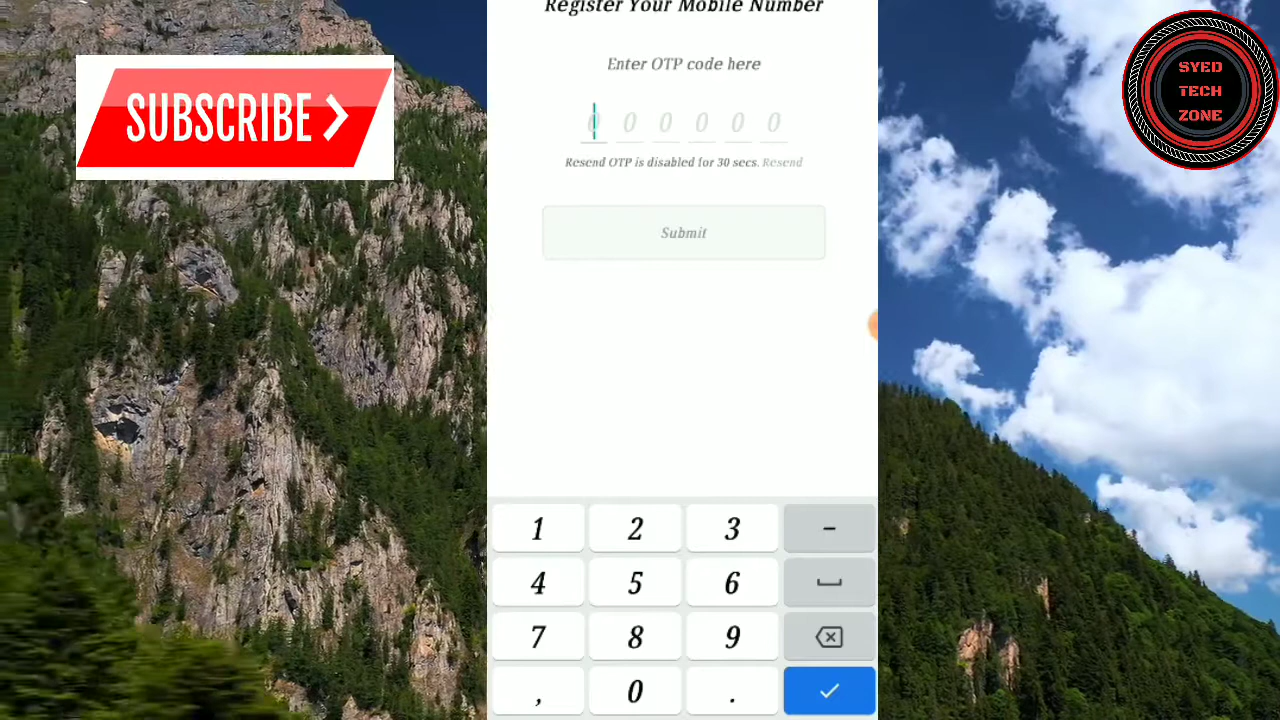 Register Your Mobile Number
Enter OTP code here
0 0 0 0 0 0
Resend OTP is disabled for 30 secs. Resend
Submit
SUBSCRIBE >
SYED
TECH
ZONE
1 2 3 -
4 5 6
7 8 9
, 0 .